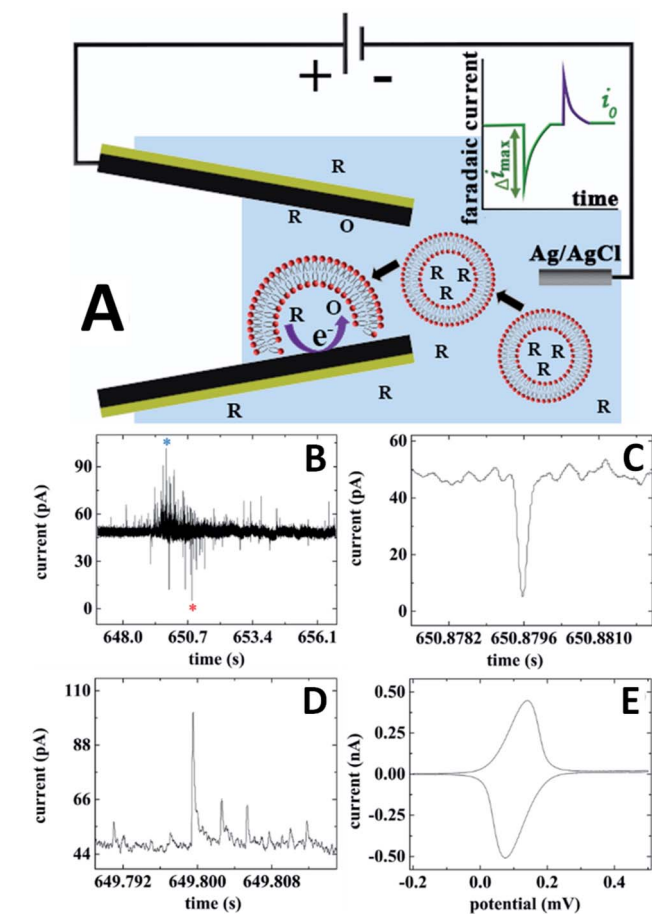 + -
faradaic current
Δi max
i o
time
R
R
O
Ag/AgCl
A
R
O
e-
R R
R
R
R R
R
R
R
R
B
*
*
90
60
30
0
current (pA)
648.0 650.7 653.4 656.1
time (s)
C
60
40
20
0
current (pA)
650.8782 650.8796 650.8810
time (s)
D
110
88
66
44
current (pA)
649.792 649.800 649.808
time (s)
E
0.50
0.25
0.00
-0.25
-0.50
current (nA)
-0.2 0.0 0.2 0.4
potential (mV)